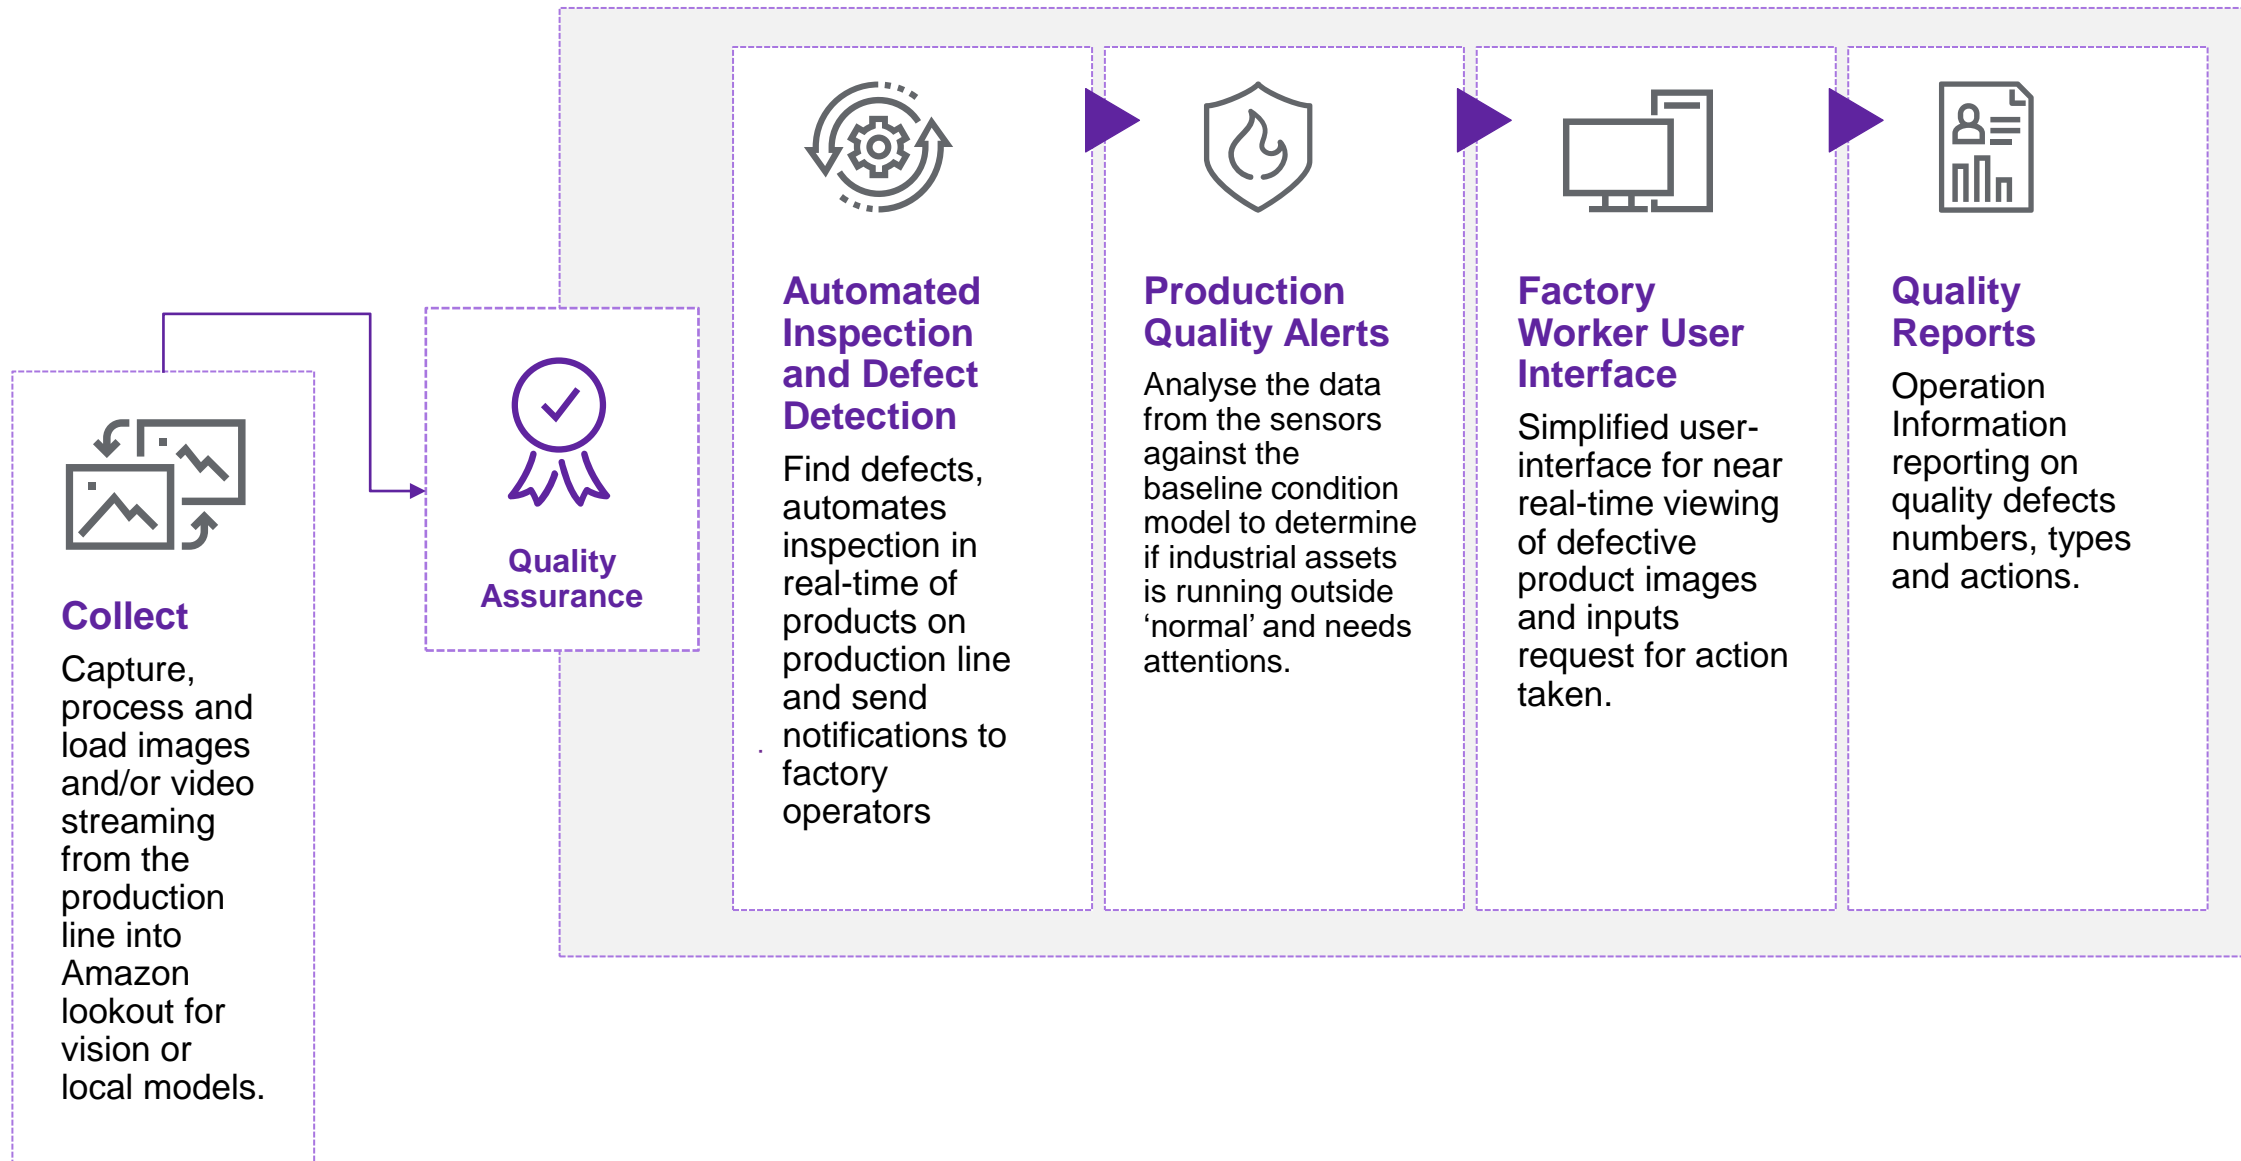 Collect
Capture,
process and
load images
and/or video
streaming
from the
production
line into
Amazon
lookout for
vision or
local models.
Quality
Assurance
Automated
Inspection
and Defect
Detection
Find defects,
automates
inspection in
real-time of
products on
production line
and send
notifications to
factory
operators
.
Production
Quality Alerts
Analyse the data
from the sensors
against the
baseline condition
model to determine
if industrial assets
is running outside
‘normal’ and needs
attentions.
Factory
Worker User
Interface
Simplified user-
interface for near
real-time viewing
of defective
product images
and inputs
request for action
taken.
Quality
Reports
Operation
Information
reporting on
quality defects
numbers, types
and actions.